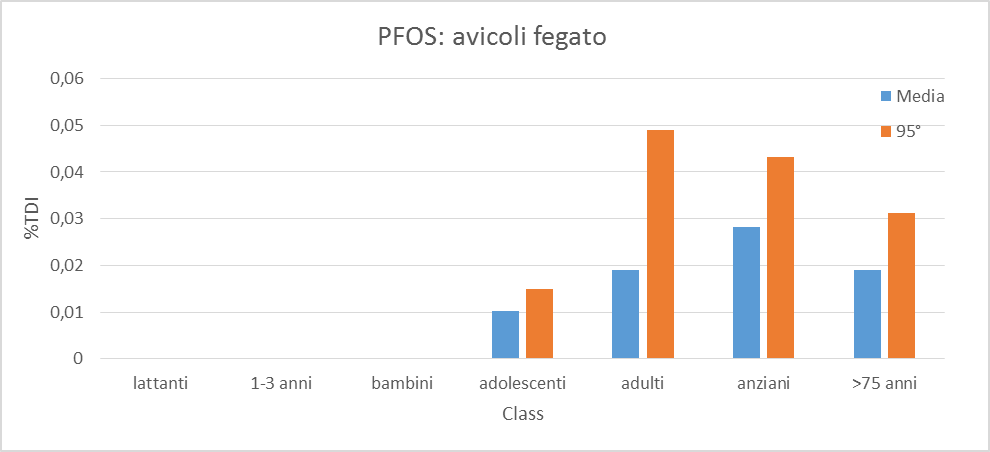 PFOS: avicoli fegato
0,06
0,05
0,04
0,03
0,02
0,01
0
%TDI
Media
95°
lattanti 1-3 anni bambini adolescenti adulti anziani >75 anni
Class